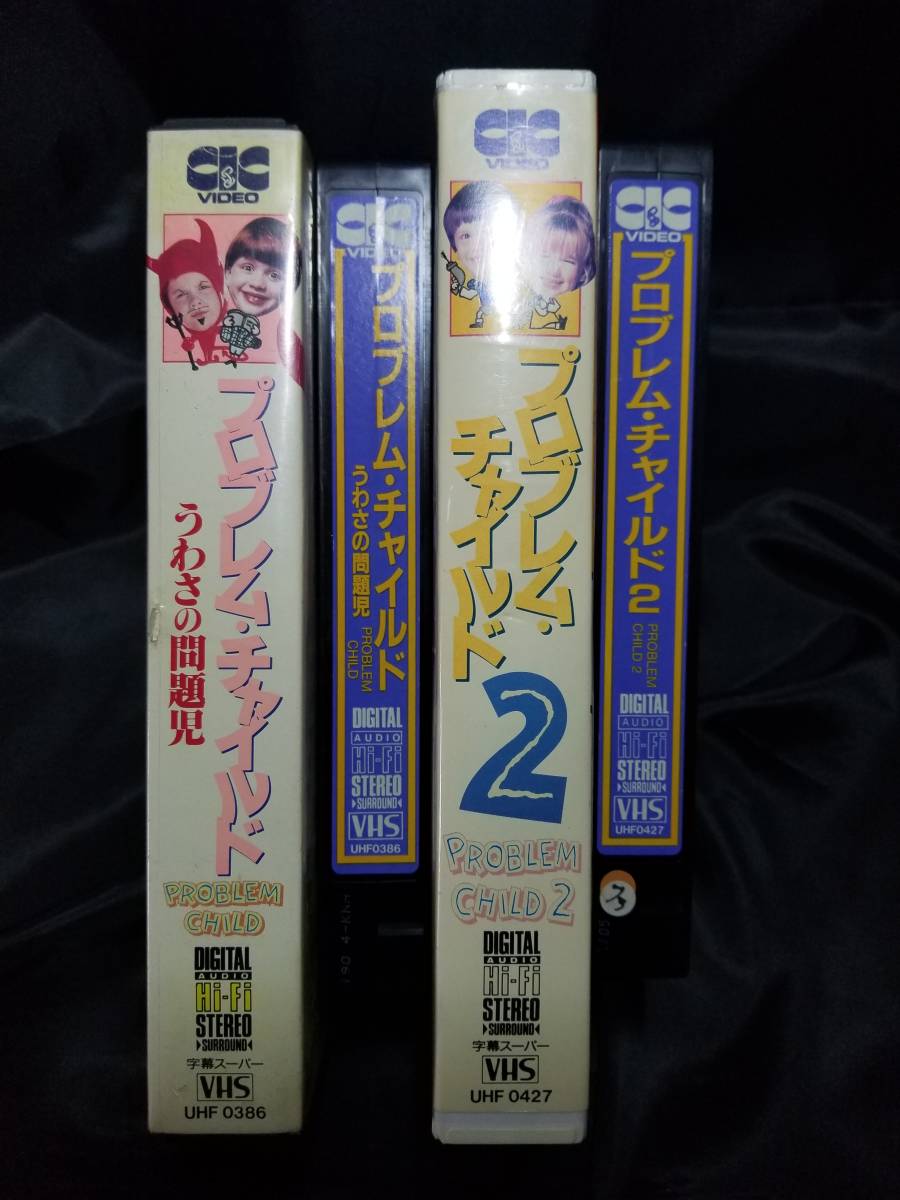 CIC
VIDEO
プロブレム・チャイルド
うわさの問題児
PROBLEM
CHILD
DIGITAL
AUDIO
Hi-Fi
STEREO
SURROUND
字幕スーパー
VHS
UHF 0386
CIC
VIDEO
プロブレム・チャイルド
うわさの問題児
PROBLEM
CHILD
DIGITAL
AUDIO
Hi-Fi
STEREO
SURROUND
VHS
UHF0386
CIC
VIDEO
プロブレム・
チャイルド
2
PROBLEM
CHILD 2
DIGITAL
AUDIO
Hi-Fi
STEREO
SURROUND
字幕スーパー
VHS
UHF 0427
CIC
VIDEO
プロブレム・チャイルド2
PROBLEM
CHILD 2
DIGITAL
AUDIO
Hi-Fi
STEREO
SURROUND
VHS
UHF0427
ス